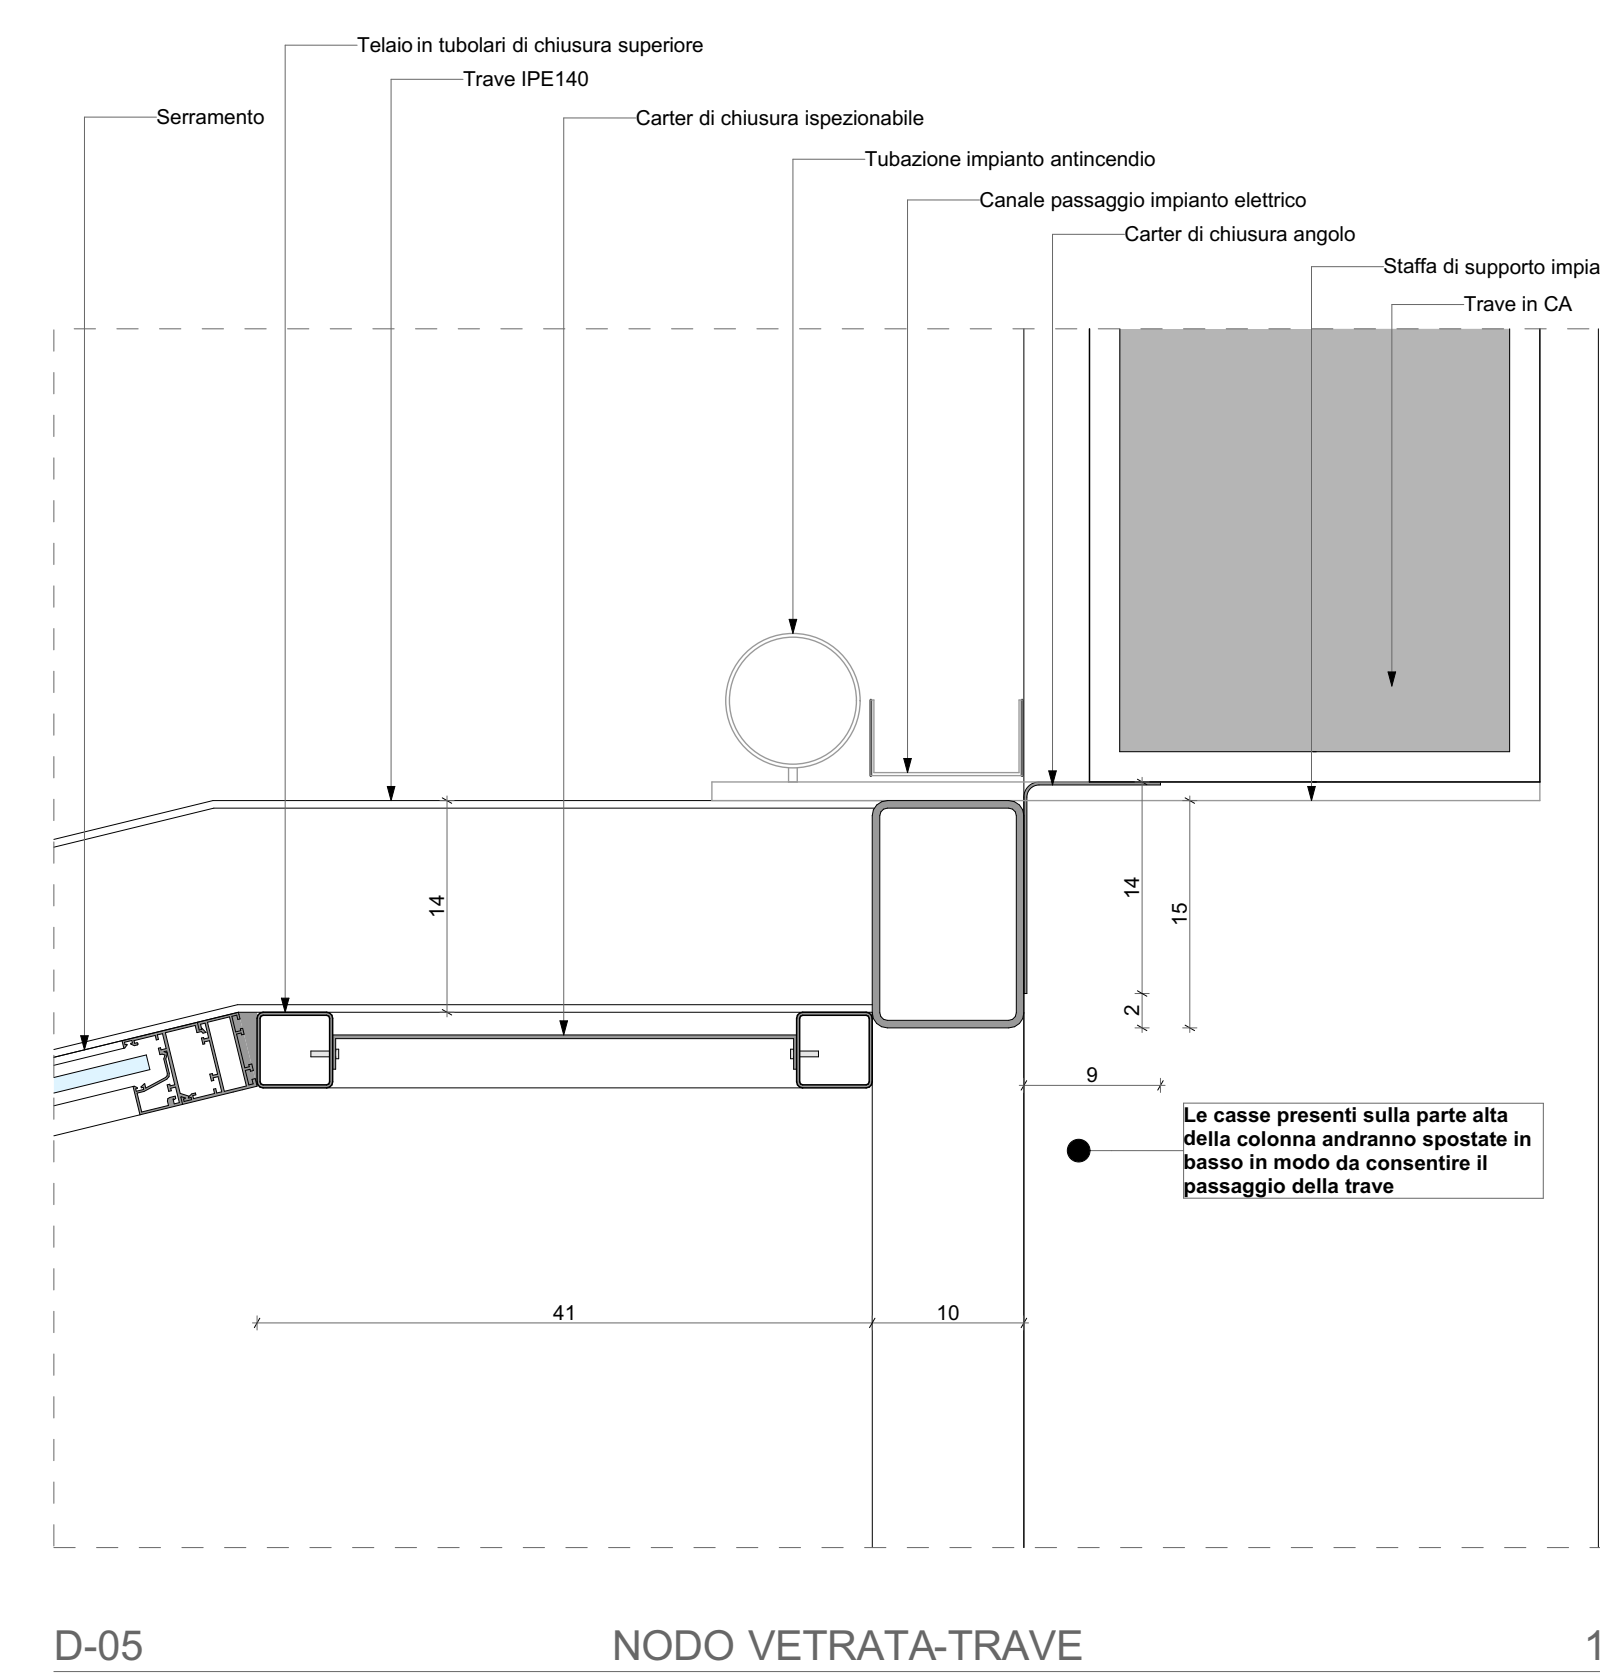 Telaio in tubolari di chiusura superiore
Trave IPE140
Serramento
Carter di chiusura ispezionabile
Tubazione impianto antincendio
Canale passaggio impianto elettrico
Carter di chiusura angolo
Staffa di supporto impia
Trave in CA
14
14
15
2
9
Le casse presenti sulla parte alta
della colonna andranno spostate in
basso in modo da consentire il
passaggio della trave
41
10
D-05
NODO VETRATA-TRAVE
1